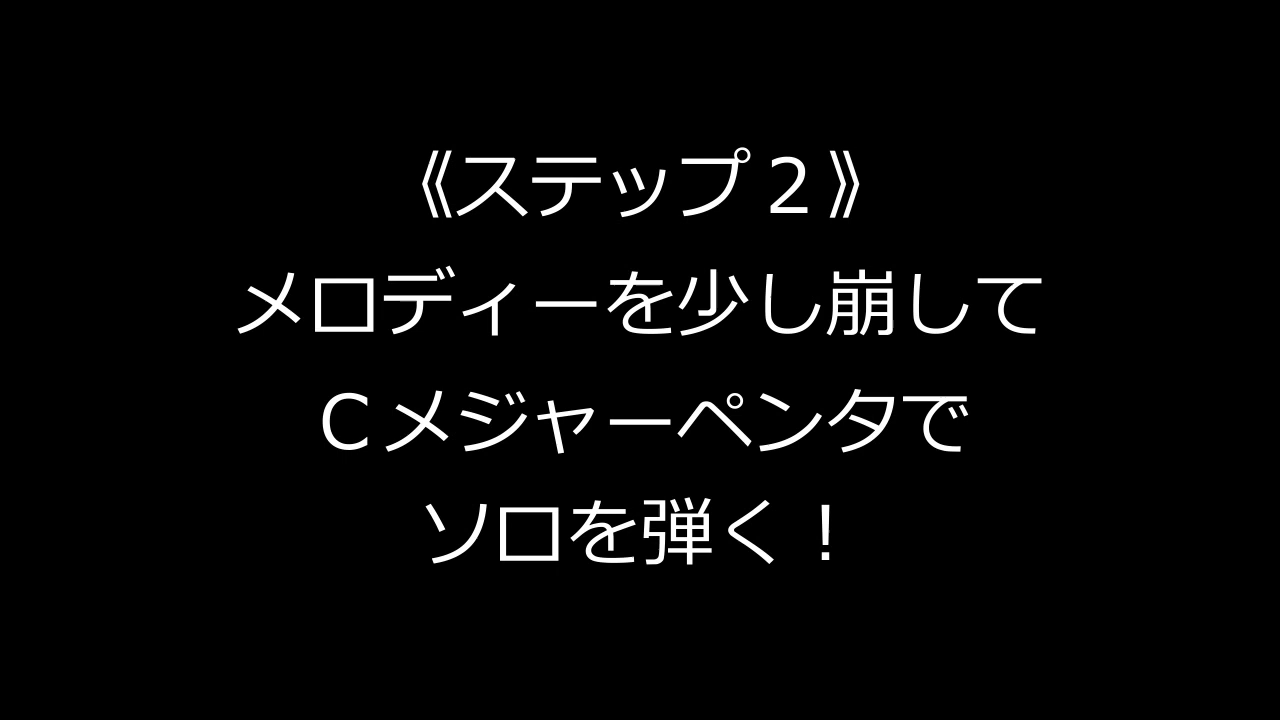 《ステップ２》
メロディーを少し崩して
Ｃメジャーペンタで
ソロを弾く！